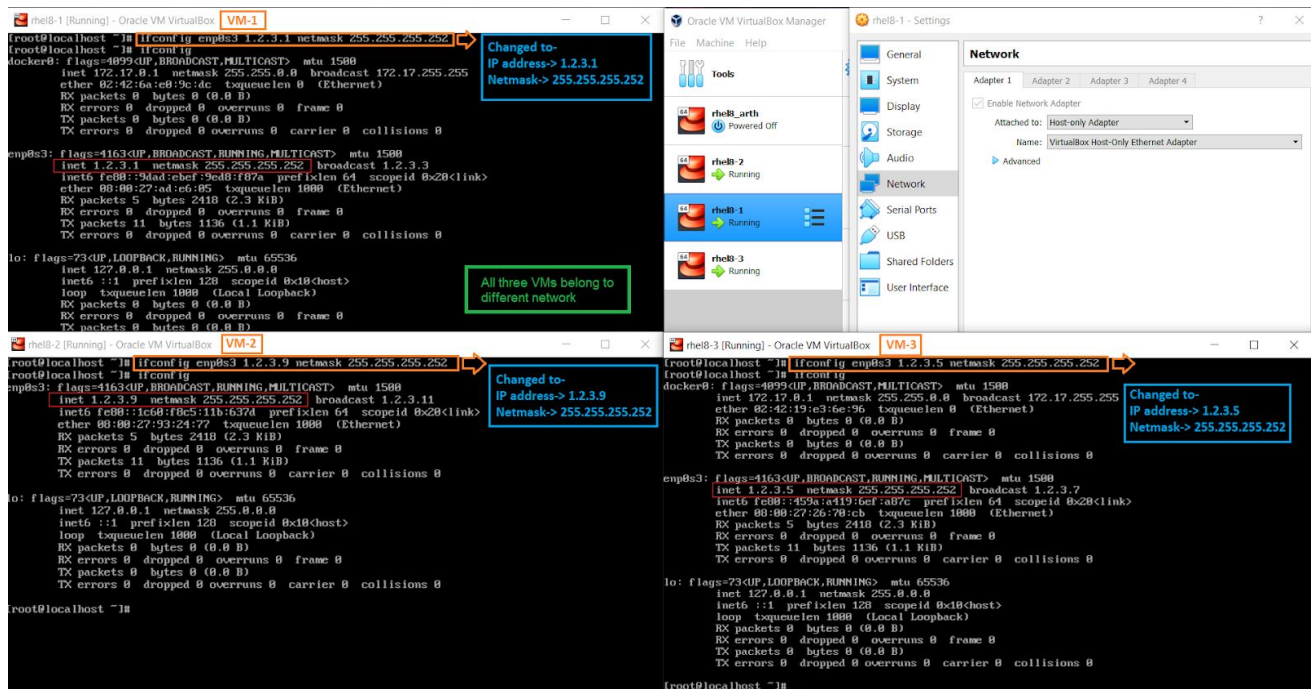 rhel8-1 [Running] - Oracle VM VirtualBox
VM-1
[root@localhost ~]# ifconfig enp0s3 1.2.3.1 netmask 255.255.255.252
[root@localhost ~]# ifconfig
docker0: flags=4099<UP,BROADCAST,MULTICAST>  mtu 1500
inet 172.17.0.1  netmask 255.255.0.0  broadcast 172.17.255.255
ether 02:42:6a:e0:9c:dc  txqueuelen 0  (Ethernet)
RX packets 0  bytes 0 (0.0 B)
RX errors 0  dropped 0  overruns 0  frame 0
TX packets 0  bytes 0 (0.0 B)
TX errors 0  dropped 0 overruns 0  carrier 0  collisions 0
enp0s3: flags=4163<UP,BROADCAST,RUNNING,MULTICAST>  mtu 1500
inet 1.2.3.1  netmask 255.255.255.252  broadcast 1.2.3.3
inet6 fe80::9dad:ebef:9ed8:f87a  prefixlen 64  scopeid 0x20<link>
ether 08:00:27:ad:e6:05  txqueuelen 1000  (Ethernet)
RX packets 5  bytes 2418 (2.3 KiB)
RX errors 0  dropped 0  overruns 0  frame 0
TX packets 11  bytes 1136 (1.1 KiB)
TX errors 0  dropped 0 overruns 0  carrier 0  collisions 0
lo: flags=73<UP,LOOPBACK,RUNNING>  mtu 65536
inet 127.0.0.1  netmask 255.0.0.0
inet6 ::1  prefixlen 128  scopeid 0x10<host>
loop  txqueuelen 1000  (Local Loopback)
RX packets 0  bytes 0 (0.0 B)
RX errors 0  dropped 0  overruns 0  frame 0
TX packets 0  bytes 0 (0.0 B)
Changed to-
IP address-> 1.2.3.1
Netmask-> 255.255.255.252
All three VMs belong to
different network
Oracle VM VirtualBox Manager
File  Machine  Help
Tools
64
rhel8_arth
Powered Off
64
rhel8-2
Running
64
rhel8-1
Running
64
rhel8-3
Running
rhel8-1 - Settings
?
General
System
Display
Storage
Audio
Network
Serial Ports
USB
Shared Folders
User Interface
Network
Adapter 1  Adapter 2  Adapter 3  Adapter 4
Enable Network Adapter
Attached to: Host-only Adapter
Name: VirtualBox Host-Only Ethernet Adapter
Advanced
rhel8-2 [Running] - Oracle VM VirtualBox
VM-2
[root@localhost ~]# ifconfig enp0s3 1.2.3.9 netmask 255.255.255.252
[root@localhost ~]# ifconfig
enp0s3: flags=4163<UP,BROADCAST,RUNNING,MULTICAST>  mtu 1500
inet 1.2.3.9  netmask 255.255.255.252  broadcast 1.2.3.11
inet6 fe80::1c60:f8c5:11b:637d  prefixlen 64  scopeid 0x20<link>
ether 08:00:27:93:24:77  txqueuelen 1000  (Ethernet)
RX packets 5  bytes 2418 (2.3 KiB)
RX errors 0  dropped 0  overruns 0  frame 0
TX packets 11  bytes 1136 (1.1 KiB)
TX errors 0  dropped 0 overruns 0  carrier 0  collisions 0
lo: flags=73<UP,LOOPBACK,RUNNING>  mtu 65536
inet 127.0.0.1  netmask 255.0.0.0
inet6 ::1  prefixlen 128  scopeid 0x10<host>
loop  txqueuelen 1000  (Local Loopback)
RX packets 0  bytes 0 (0.0 B)
RX errors 0  dropped 0  overruns 0  frame 0
TX packets 0  bytes 0 (0.0 B)
TX errors 0  dropped 0 overruns 0  carrier 0  collisions 0
[root@localhost ~]#
Changed to-
IP address-> 1.2.3.9
Netmask-> 255.255.255.252
rhel8-3 [Running] - Oracle VM VirtualBox
VM-3
[root@localhost ~]# ifconfig enp0s3 1.2.3.5 netmask 255.255.255.252
[root@localhost ~]# ifconfig
docker0: flags=4099<UP,BROADCAST,MULTICAST>  mtu 1500
inet 172.17.0.1  netmask 255.255.0.0  broadcast 172.17.255.255
ether 02:42:19:e3:6e:96  txqueuelen 0  (Ethernet)
RX packets 0  bytes 0 (0.0 B)
RX errors 0  dropped 0  overruns 0  frame 0
TX packets 0  bytes 0 (0.0 B)
TX errors 0  dropped 0 overruns 0  carrier 0  collisions 0
enp0s3: flags=4163<UP,BROADCAST,RUNNING,MULTICAST>  mtu 1500
inet 1.2.3.5  netmask 255.255.255.252  broadcast 1.2.3.7
inet6 fe80::459a:a419:6ef:a87c  prefixlen 64  scopeid 0x20<link>
ether 08:00:27:26:70:cb  txqueuelen 1000  (Ethernet)
RX packets 5  bytes 2418 (2.3 KiB)
RX errors 0  dropped 0  overruns 0  frame 0
TX packets 11  bytes 1136 (1.1 KiB)
TX errors 0  dropped 0 overruns 0  carrier 0  collisions 0
lo: flags=73<UP,LOOPBACK,RUNNING>  mtu 65536
inet 127.0.0.1  netmask 255.0.0.0
inet6 ::1  prefixlen 128  scopeid 0x10<host>
loop  txqueuelen 1000  (Local Loopback)
RX packets 0  bytes 0 (0.0 B)
RX errors 0  dropped 0  overruns 0  frame 0
TX packets 0  bytes 0 (0.0 B)
TX errors 0  dropped 0 overruns 0  carrier 0  collisions 0
[root@localhost ~]#
Changed to-
IP address-> 1.2.3.5
Netmask-> 255.255.255.252